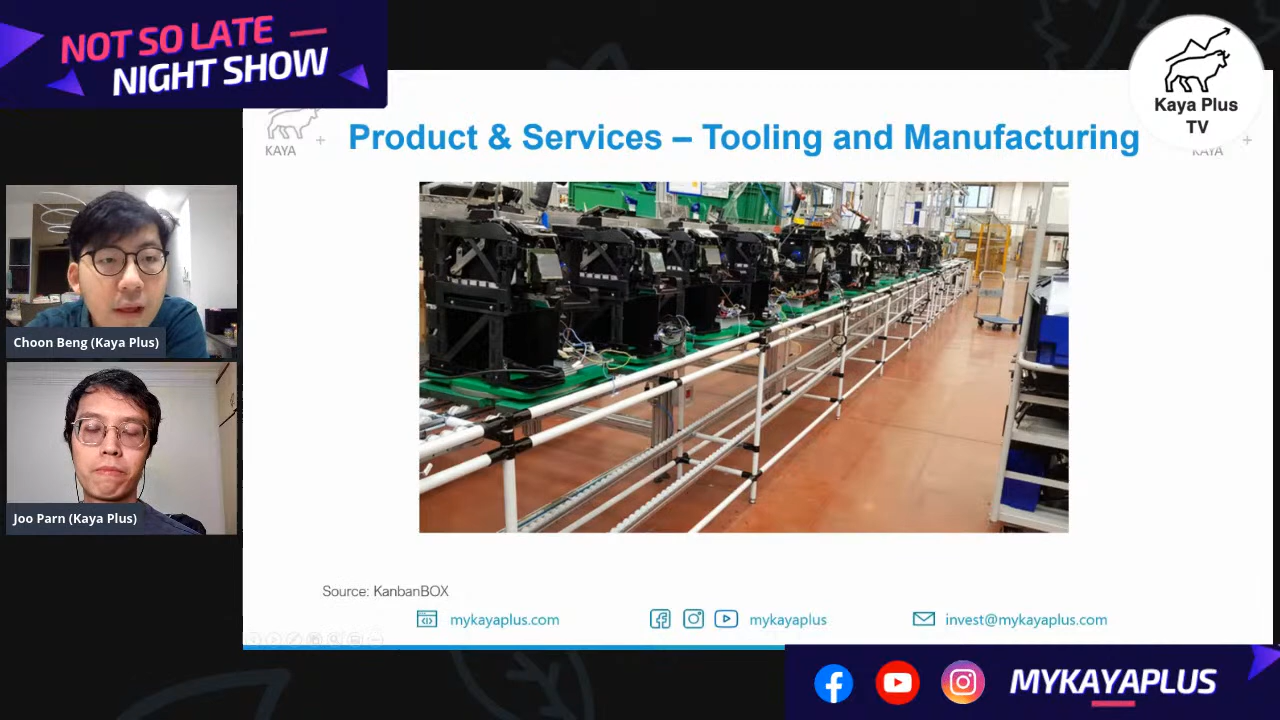 NOT SO LATE
NIGHT SHOW
Kaya Plus
TV
KAYA
KAYA
Product & Services – Tooling and Manufacturing
Choon Beng (Kaya Plus)
Joo Parn (Kaya Plus)
Source: KanbanBOX
mykayaplus.com
mykayaplus
invest@mykayaplus.com
MYKAYAPLUS